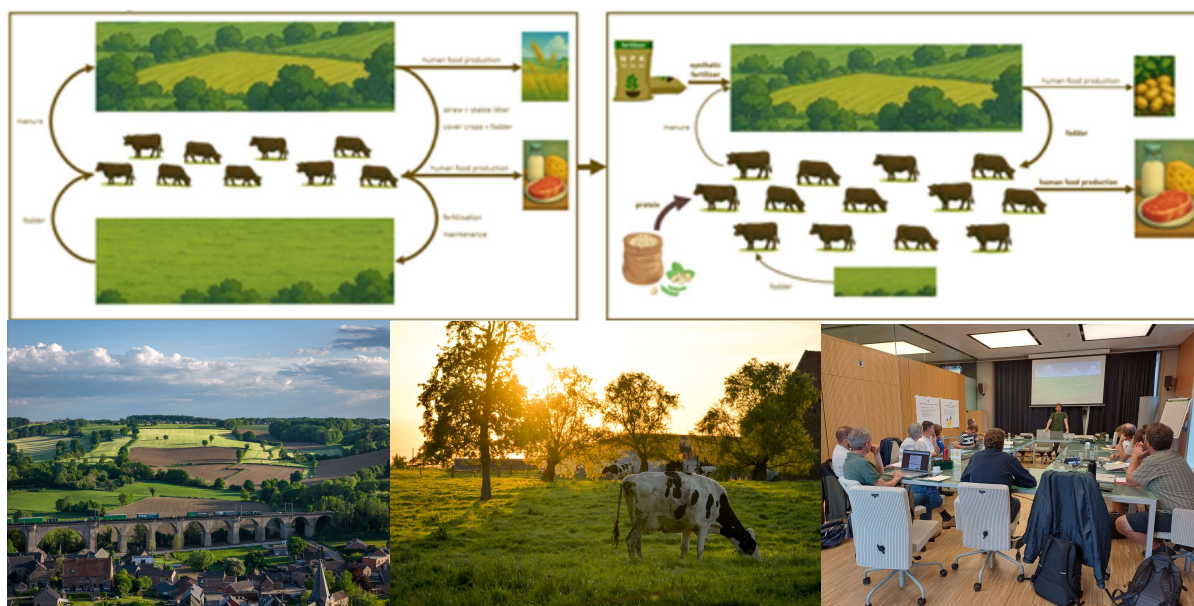 human food production
manure
straw + stable litter
cover crops + fodder
human food production
fodder
fertilisation
maintenance
fertilizer
N P K
synthetic
fertilizer
human food production
manure
fodder
human food production
protein
fodder